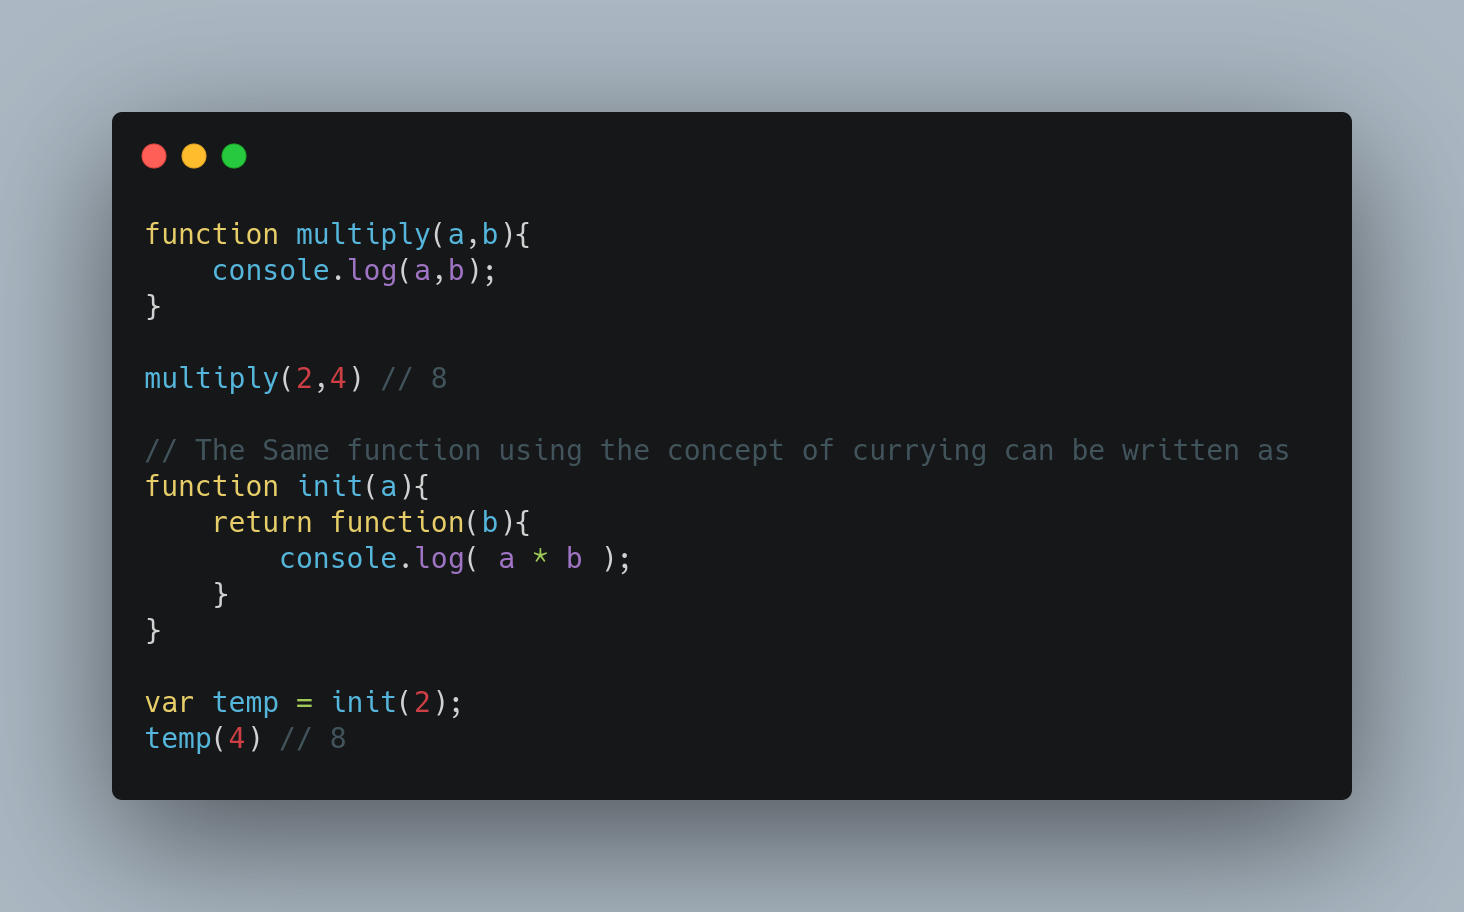 function multiply(a,b){
    console.log(a,b);
}

multiply(2,4) // 8

// The Same function using the concept of currying can be written as
function init(a){
    return function(b){
        console.log( a * b );
    }
}

var temp = init(2);
temp(4) // 8